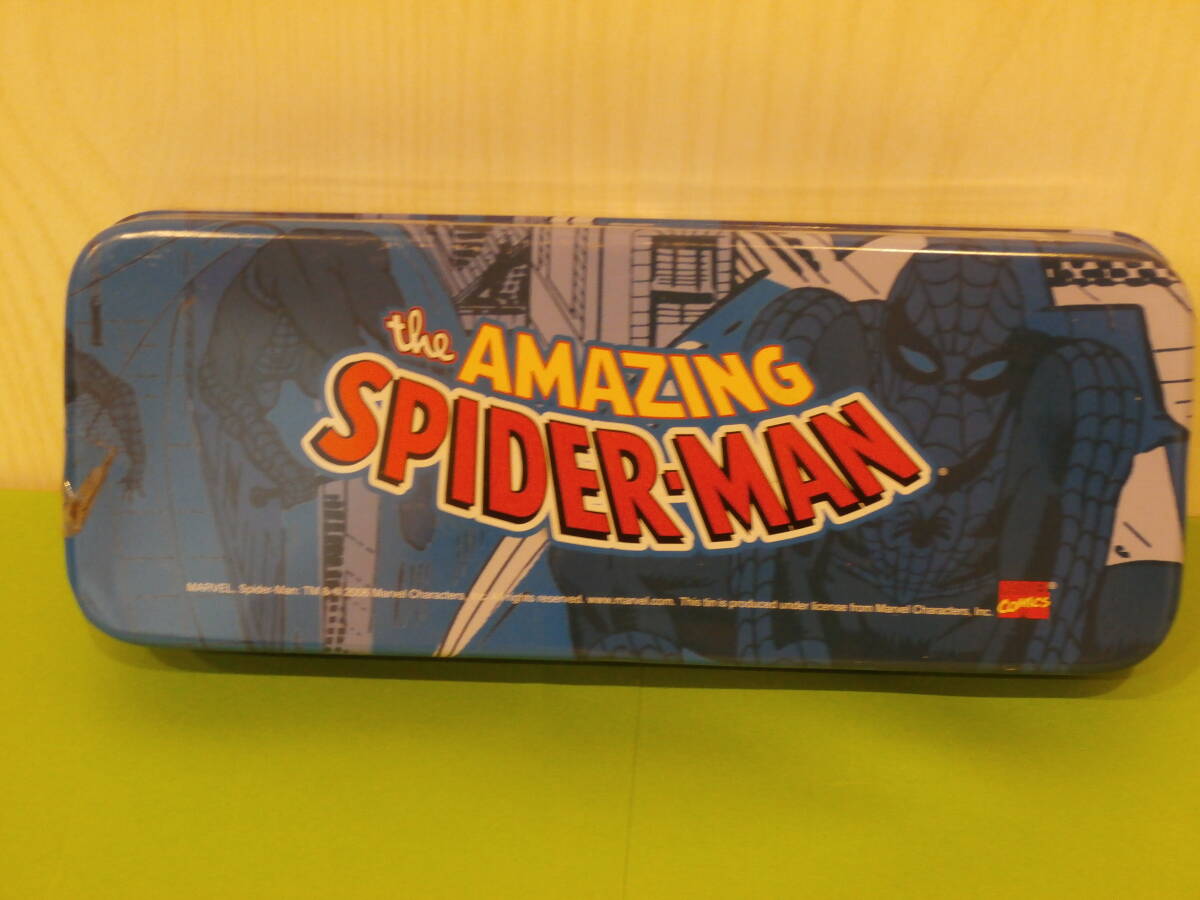 the AMAZING
SPIDER-MAN
MARVEL, Spider-Man: TM & © 2006 Marvel Characters, Inc. All rights reserved. www.marvel.com. This tin is produced under license from Marvel Characters, Inc.
COMICS ®